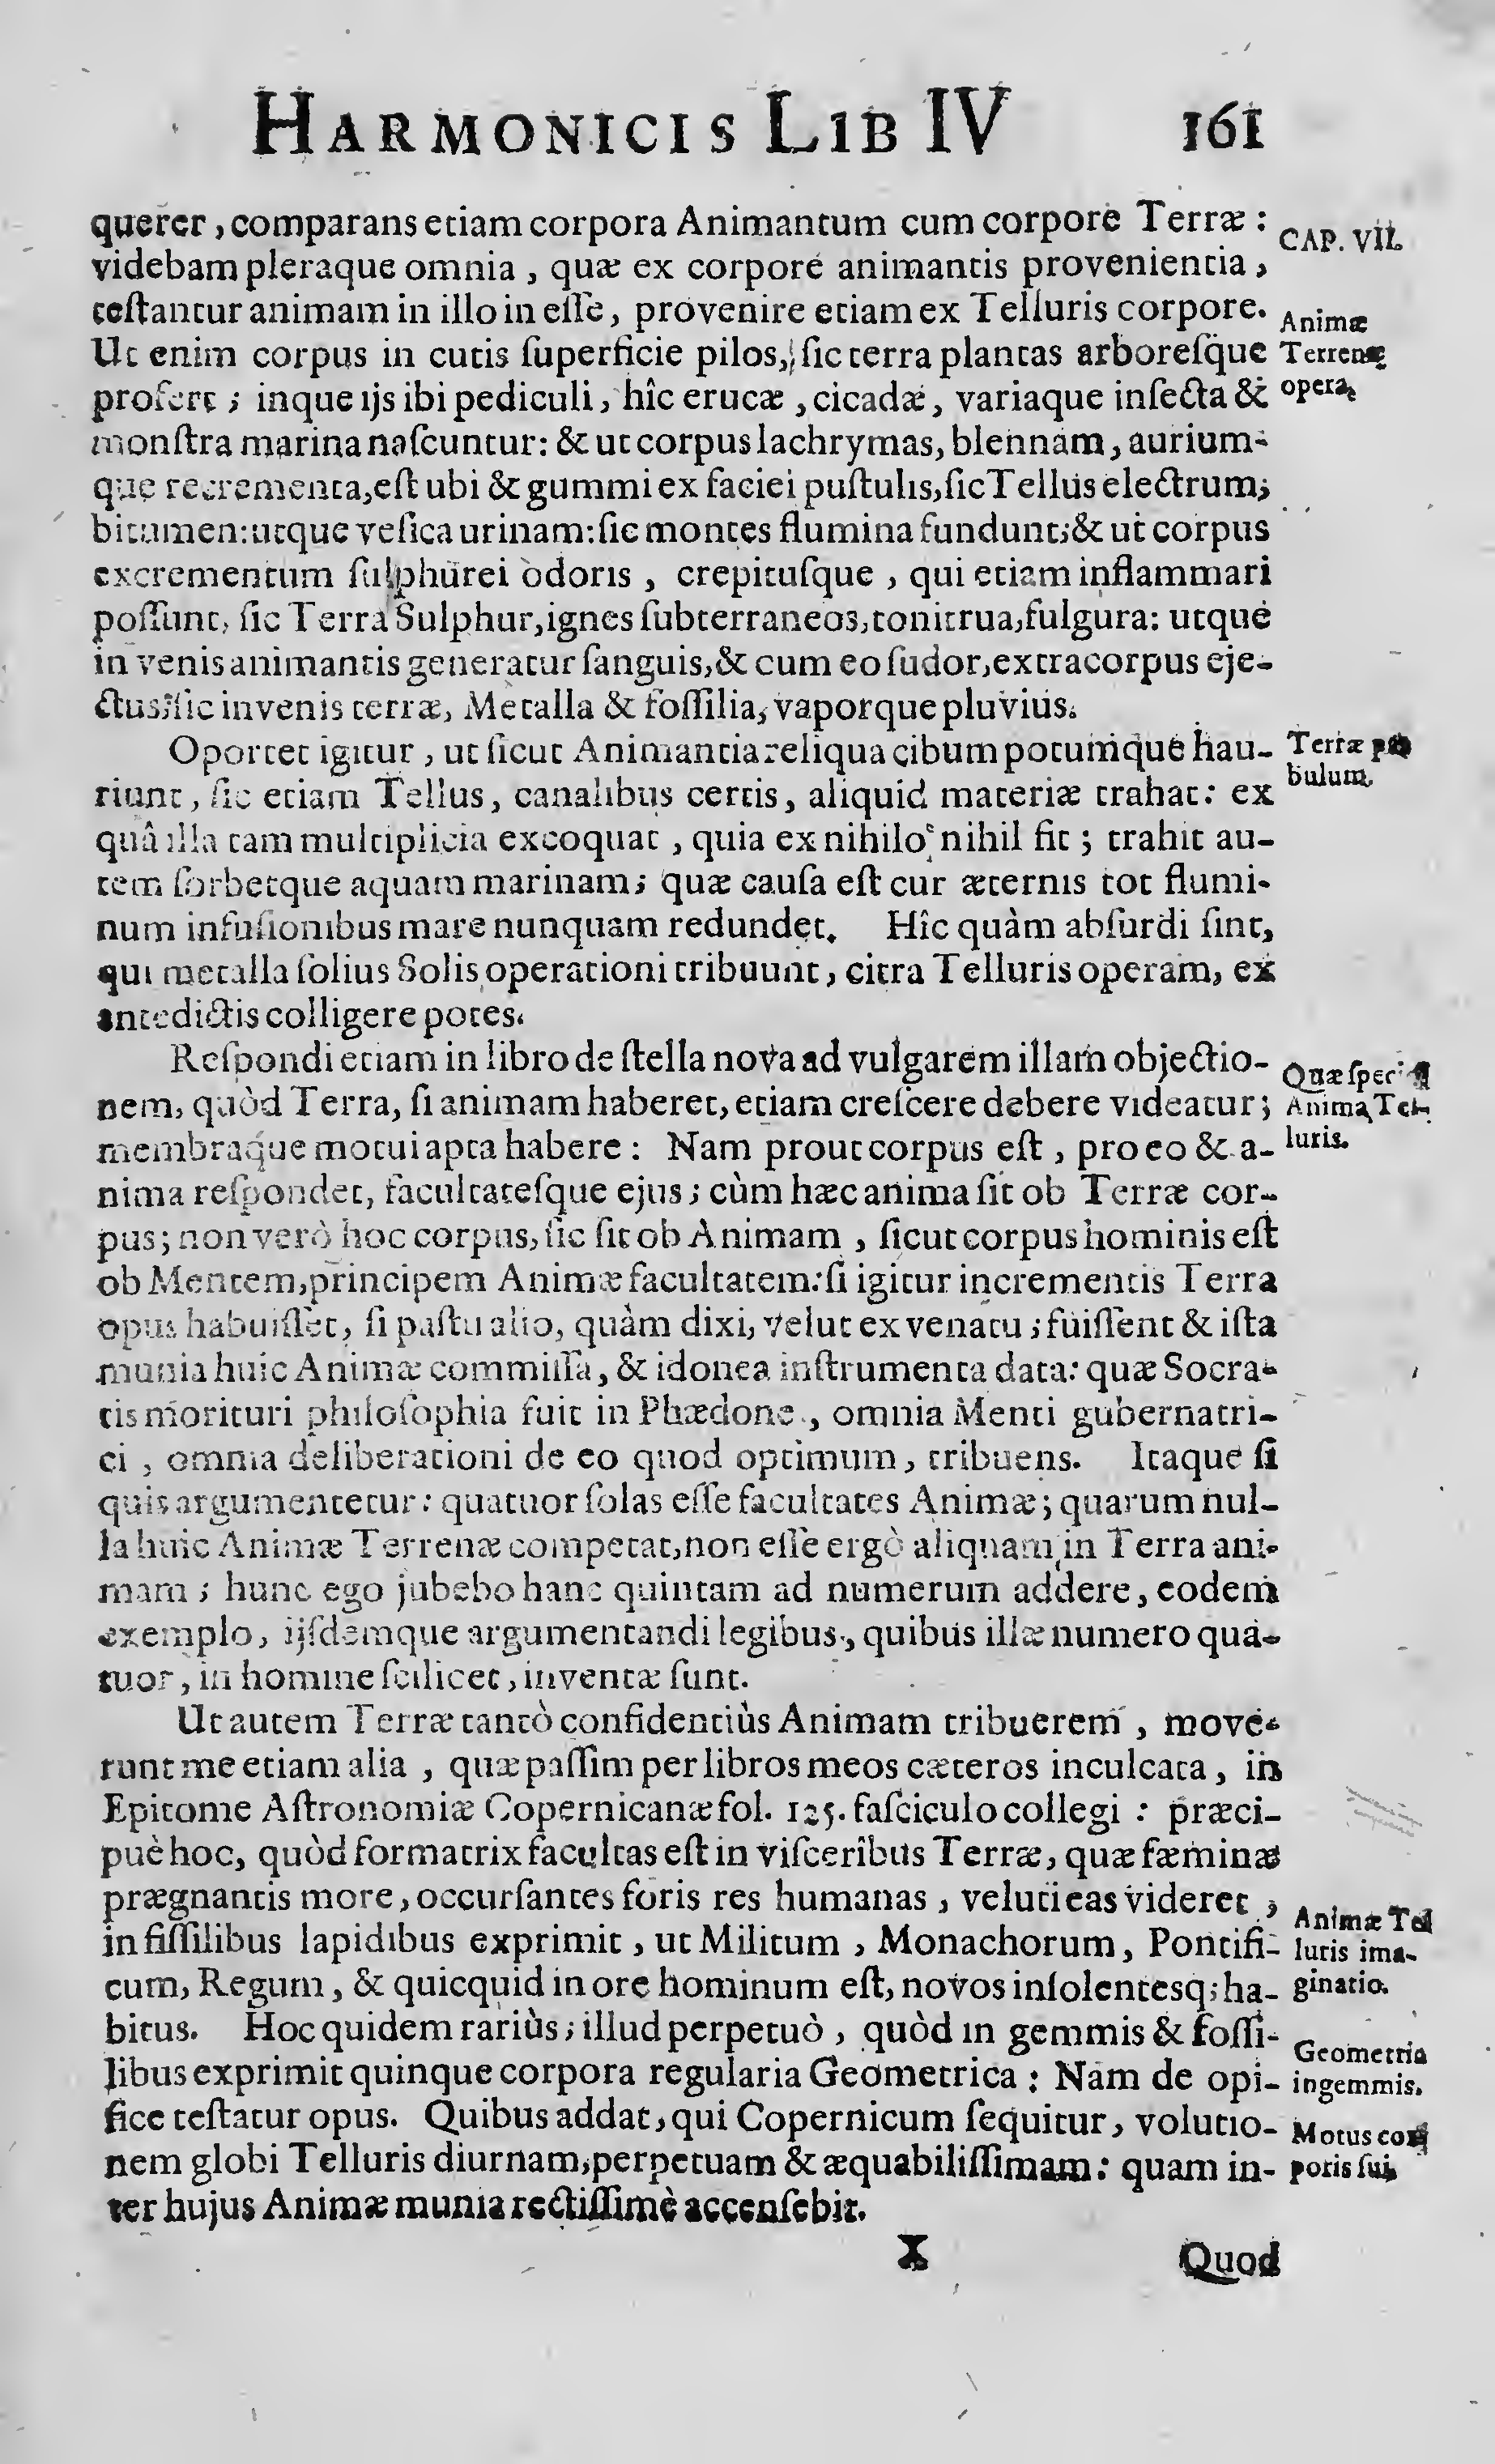 HARMONICIS LIB IV 161
querer, comparans etiam corpora Animantum cum corpore Terræ :
CAP. VII.
videbam pleraque omnia , quæ ex corpore animantis provenientia ,
teſtantur animam in illo in eſſe, provenire etiam ex Telluris corpore.
Ut enim corpus in cutis ſuperficie pilos, ſic terra plantas arboreſque
profert ; inque ijs ibi pediculi, hîc erucæ , cicadæ, variaque inſecta &
Animæ
Terrenæ
opera.
monſtra marina naſcuntur: & ut corpus lachrymas, blennam, aurium-
que recrementa, eſt ubi & gummi ex faciei puſtulis, ſic Tellus electrum,
bitumen: utque veſica urinam: ſic montes flumina fundunt; & ut corpus
excrementum ſulphurei odoris , crepituſque , qui etiam inflammari
poſſunt, ſic Terra Sulphur, ignes ſubterraneos, tonitrua, fulgura: utque
in venis animantis generatur ſanguis, & cum eo ſudor, extra corpus eje-
ctus; ſic in venis terræ, Metalla & foſſilia, vaporque pluvius.
Oportet igitur , ut ſicut Animantia reliqua cibum potumque hau-
riunt, ſic etiam Tellus, canalibus certis, aliquid materiæ trahat: ex
Terræ pa-
bulum.
quâ illa tam multiplicia excoquat , quia ex nihilo nihil fit ; trahit au-
tem ſorbetque aquam marinam; quæ cauſa eſt cur æternis tot flumi-
num infuſionibus mare nunquam redundet. Hîc quàm abſurdi ſint,
qui metalla ſolius Solis operationi tribuunt, citra Telluris operam, ex
antedictis colligere potes.
Reſpondi etiam in libro de ſtella nova ad vulgarem illam objectio-
nem, quòd Terra, ſi animam haberet, etiam creſcere debere videatur;
membraque motui apta habere : Nam prout corpus eſt , pro eo & a-
Quæ ſpeci
Anima Tel-
luris.
nima reſpondet, facultateſque ejus; cùm hæc anima ſit ob Terræ cor-
pus; non verò hoc corpus, ſic ſit ob Animam , ſicut corpus hominis eſt
ob Mentem, principem Animæ facultatem: ſi igitur incrementis Terra
opus habuiſſet, ſi paſtu alio, quàm dixi, velut ex venatu ; fuiſſent & iſta
munia huic Animæ commiſſa, & idonea inſtrumenta data: quæ Socra-
tis morituri philoſophia fuit in Phædone , omnia Menti gubernatri-
ci , omnia deliberationi de eo quod optimum, tribuens. Itaque ſi
quis argumentetur: quatuor ſolas eſſe facultates Animæ; quarum nul-
la huic Animæ Terrenæ competat, non eſſe ergò aliquam in Terra ani-
mam ; hunc ego jubebo hanc quintam ad numerum addere, eodem
exemplo, ijſdemque argumentandi legibus, quibus illæ numero qua-
tuor, in homine ſcilicet, inventæ ſunt.
Ut autem Terræ tantò confidentiùs Animam tribuerem , move-
runt me etiam alia , quæ paſſim per libros meos cæteros inculcata, in
Epitome Aſtronomiæ Copernicanæ fol. 125. faſciculo collegi : præci-
puè hoc, quòd formatrix facultas eſt in viſceribus Terræ, quæ fæminæ
prægnantis more, occurſantes foris res humanas , veluti eas videret ,
in fiſſilibus lapidibus exprimit , ut Militum , Monachorum, Pontifi-
cum, Regum , & quicquid in ore hominum eſt, novos inſolentesq; ha-
Animæ Tel
luris ima-
ginatio.
bitus. Hoc quidem rariùs; illud perpetuò , quòd in gemmis & foſſi-
libus exprimit quinque corpora regularia Geometrica : Nam de opi-
Geometria
in gemmis.
fice teſtatur opus. Quibus addat, qui Copernicum ſequitur, volutio-
nem globi Telluris diurnam, perpetuam & æquabiliſſimam: quam in-
Motus cor
poris ſui.
ter hujus Animæ munia rectiſſimè accenſebit.
X Quod